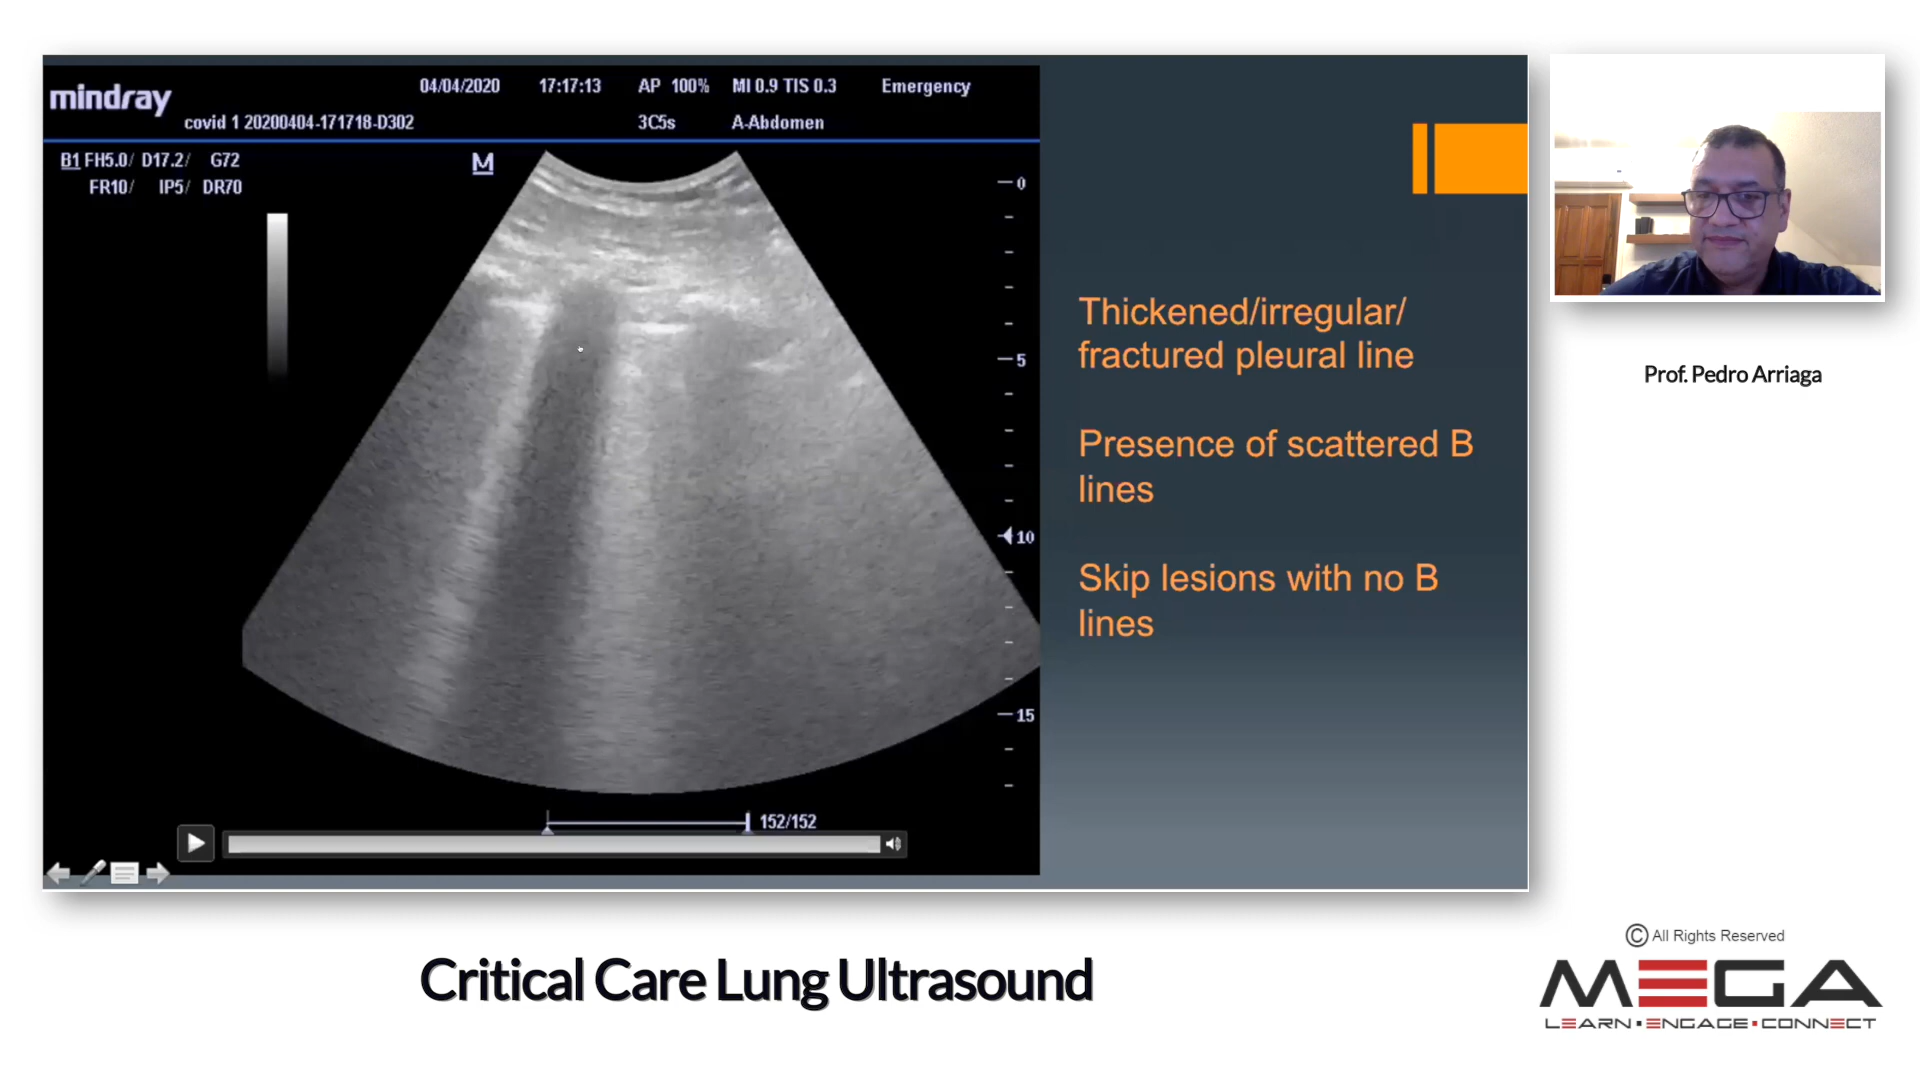 mindray
04/04/2020 17:17:13 AP 100% MI 0.9 TIS 0.3 Emergency
covid 1 20200404-171718-D302 3C5s A-Abdomen
B1 FH5.0/ D17.2/ G72
FR10/ IP5/ DR70
M
0
5
10
15
152/152
Thickened/irregular/
fractured pleural line
Presence of scattered B
lines
Skip lesions with no B
lines
Prof. Pedro Arriaga
Critical Care Lung Ultrasound
© All Rights Reserved
MEGA
LEARN▪ENGAGE▪CONNECT